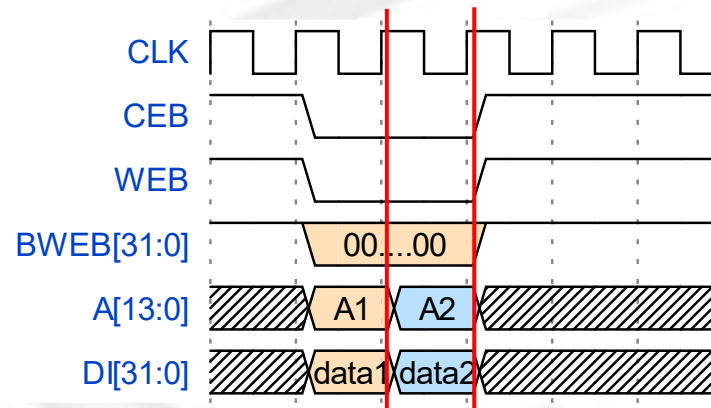 CLK
CEB
WEB
BWEB[31:0] 00....00
A[13:0] A1 A2
DI[31:0] data1 data2